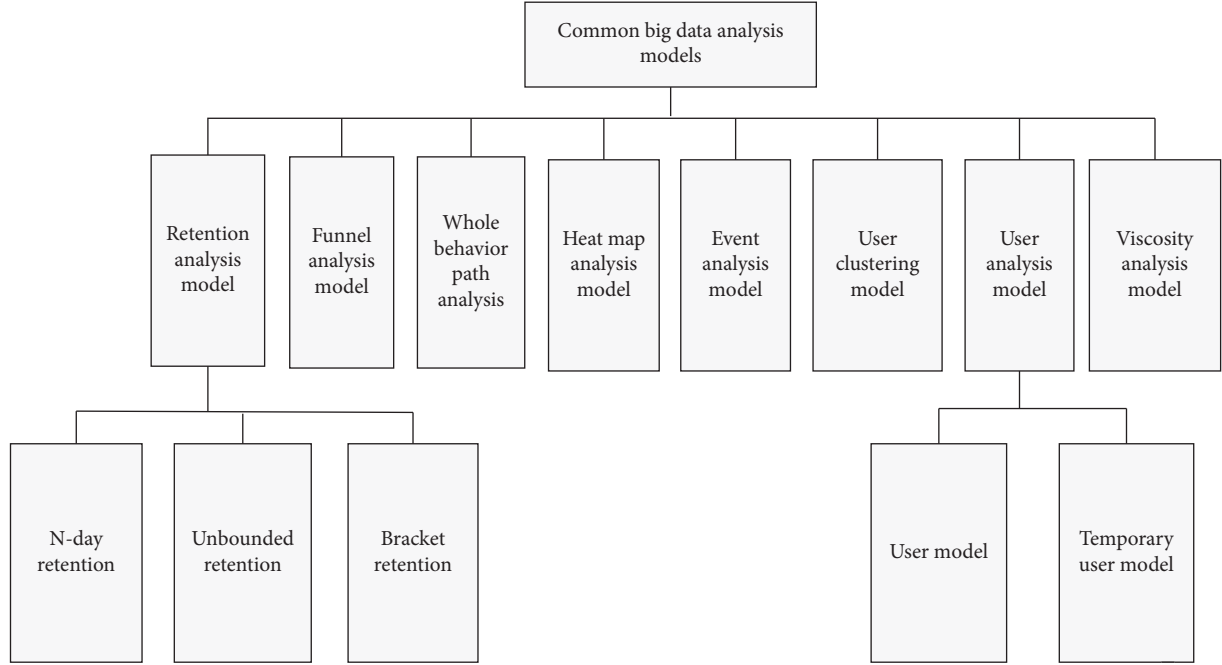 Common big data analysis
models
Retention
analysis
model
Funnel
analysis
model
Whole
behavior
path
analysis
Heat map
analysis
model
Event
analysis
model
User
clustering
model
User
analysis
model
Viscosity
analysis
model
N-day
retention
Unbounded
retention
Bracket
retention
User model
Temporary
user model